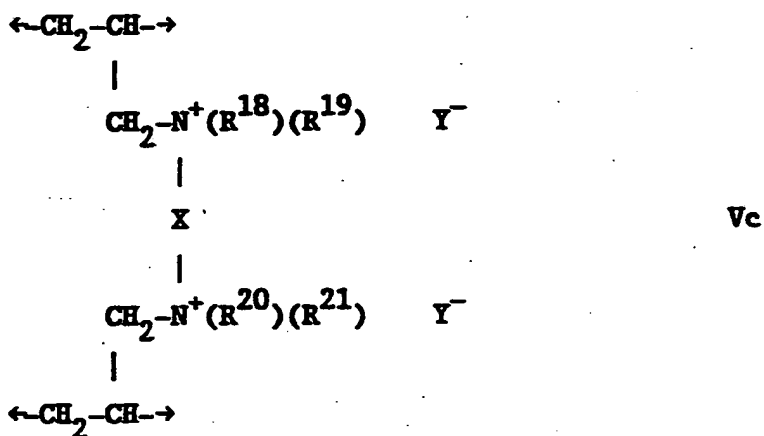 ←CH₂-CH-→
|
CH₂-N⁺(R¹⁸)(R¹⁹) Y⁻
|
X Vc
|
CH₂-N⁺(R²⁰)(R²¹) Y⁻
|
←CH₂-CH-→